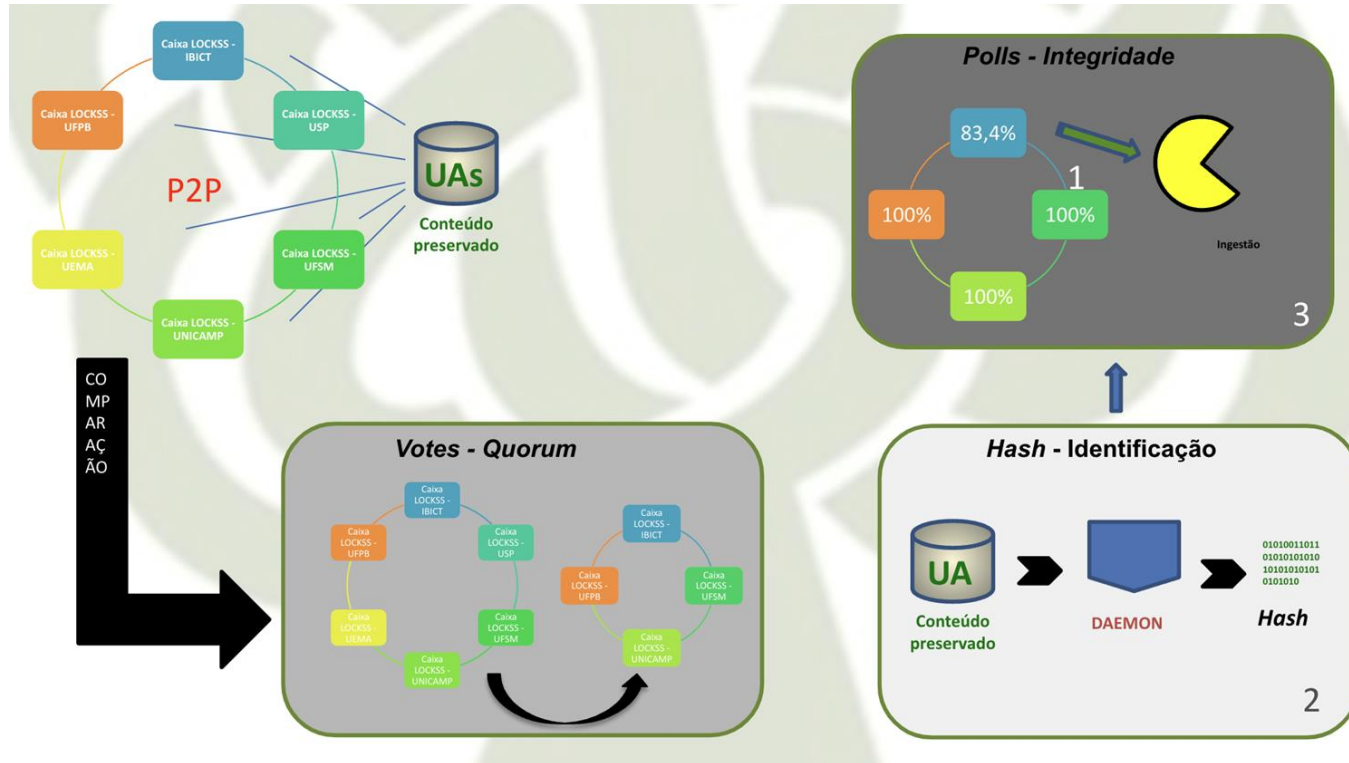 Caixa LOCKSS -
IBICT
Caixa LOCKSS -
UFPB
Caixa LOCKSS -
USP
P2P
Caixa LOCKSS -
UEMA
Caixa LOCKSS -
UFSM
Caixa LOCKSS -
UNICAMP
UAs
Conteúdo
preservado
CO
MP
AR
AÇ
ÃO
Votes - Quorum
Caixa
LOCKSS -
IBICT
Caixa
LOCKSS -
UFPB
Caixa
LOCKSS -
USP
Caixa
LOCKSS -
UEMA
Caixa
LOCKSS -
UFSM
Caixa
LOCKSS -
UNICAMP
Caixa
LOCKSS -
IBICT
Caixa
LOCKSS -
UFPB
Caixa
LOCKSS -
UFSM
Caixa
LOCKSS -
UNICAMP
1
Hash - Identificação
UA
Conteúdo
preservado
DAEMON
01010011011
01010101010
10101010101
0101010
Hash
2
Polls - Integridade
83,4%
100%
100%
100%
Ingestão
3